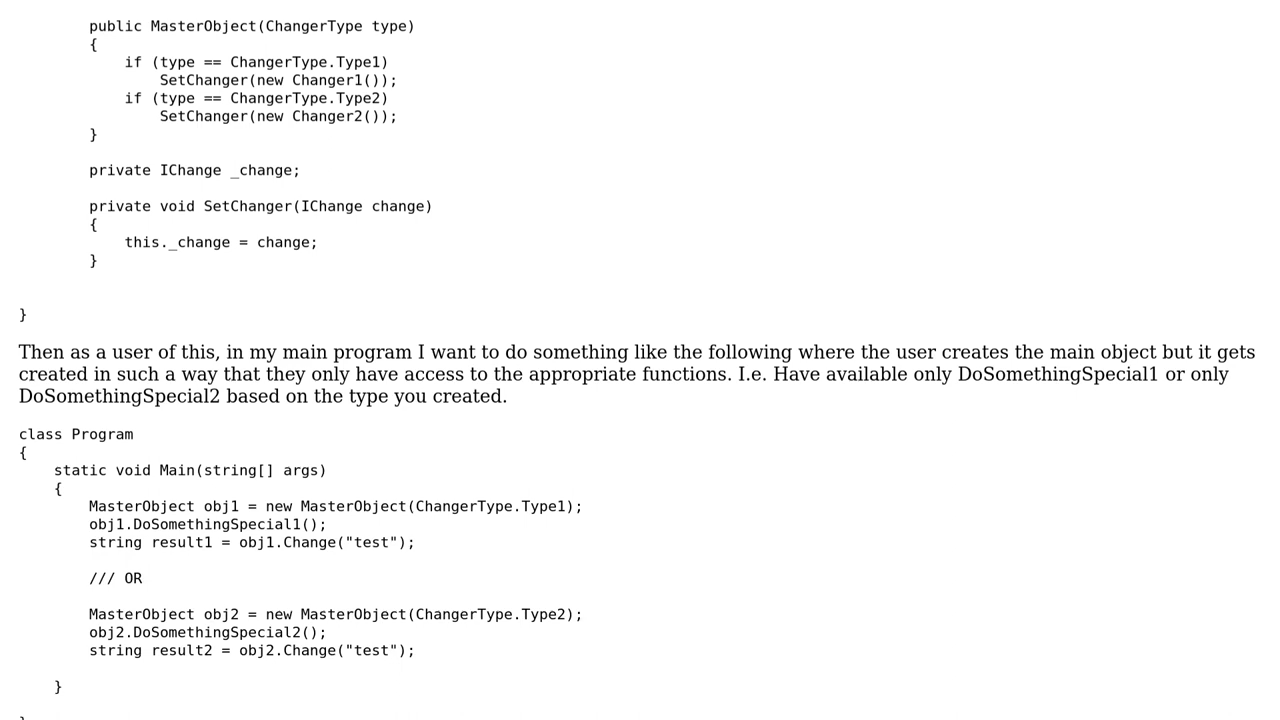 public MasterObject(ChangerType type)
{
if (type == ChangerType.Type1)
SetChanger(new Changer1());
if (type == ChangerType.Type2)
SetChanger(new Changer2());
}
private IChange _change;
private void SetChanger(IChange change)
{
this._change = change;
}
}
Then as a user of this, in my main program I want to do something like the following where the user creates the main object but it gets
created in such a way that they only have access to the appropriate functions. I.e. Have available only DoSomethingSpecial1 or only
DoSomethingSpecial2 based on the type you created.
class Program
{
static void Main(string[] args)
{
MasterObject obj1 = new MasterObject(ChangerType.Type1);
obj1.DoSomethingSpecial1();
string result1 = obj1.Change("test");
/// OR
MasterObject obj2 = new MasterObject(ChangerType.Type2);
obj2.DoSomethingSpecial2();
string result2 = obj2.Change("test");
}
}